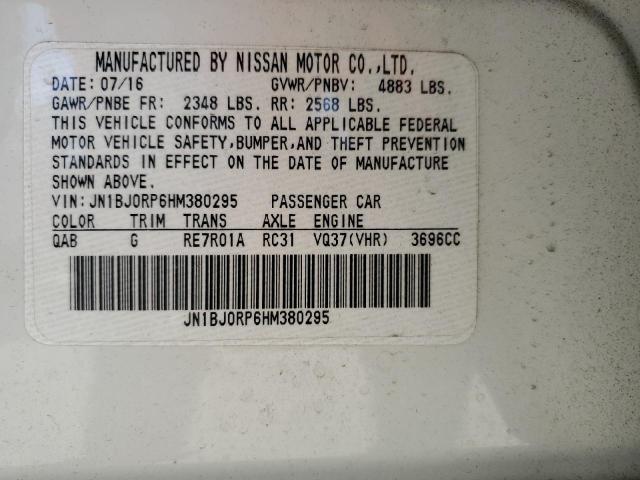 MANUFACTURED BY NISSAN MOTOR CO.,LTD.
DATE: 07/16 GVWR/PNBV: 4883 LBS.
GAWR/PNBE FR: 2348 LBS. RR: 2568 LBS.
THIS VEHICLE CONFORMS TO ALL APPLICABLE FEDERAL
MOTOR VEHICLE SAFETY,BUMPER,AND THEFT PREVENTION
STANDARDS IN EFFECT ON THE DATE OF MANUFACTURE
SHOWN ABOVE.
VIN:JN1BJ0RP6HM380295 PASSENGER CAR
COLOR TRIM TRANS AXLE ENGINE
QAB G RE7R01A RC31 VQ37(VHR) 3696CC
JN1BJ0RP6HM380295